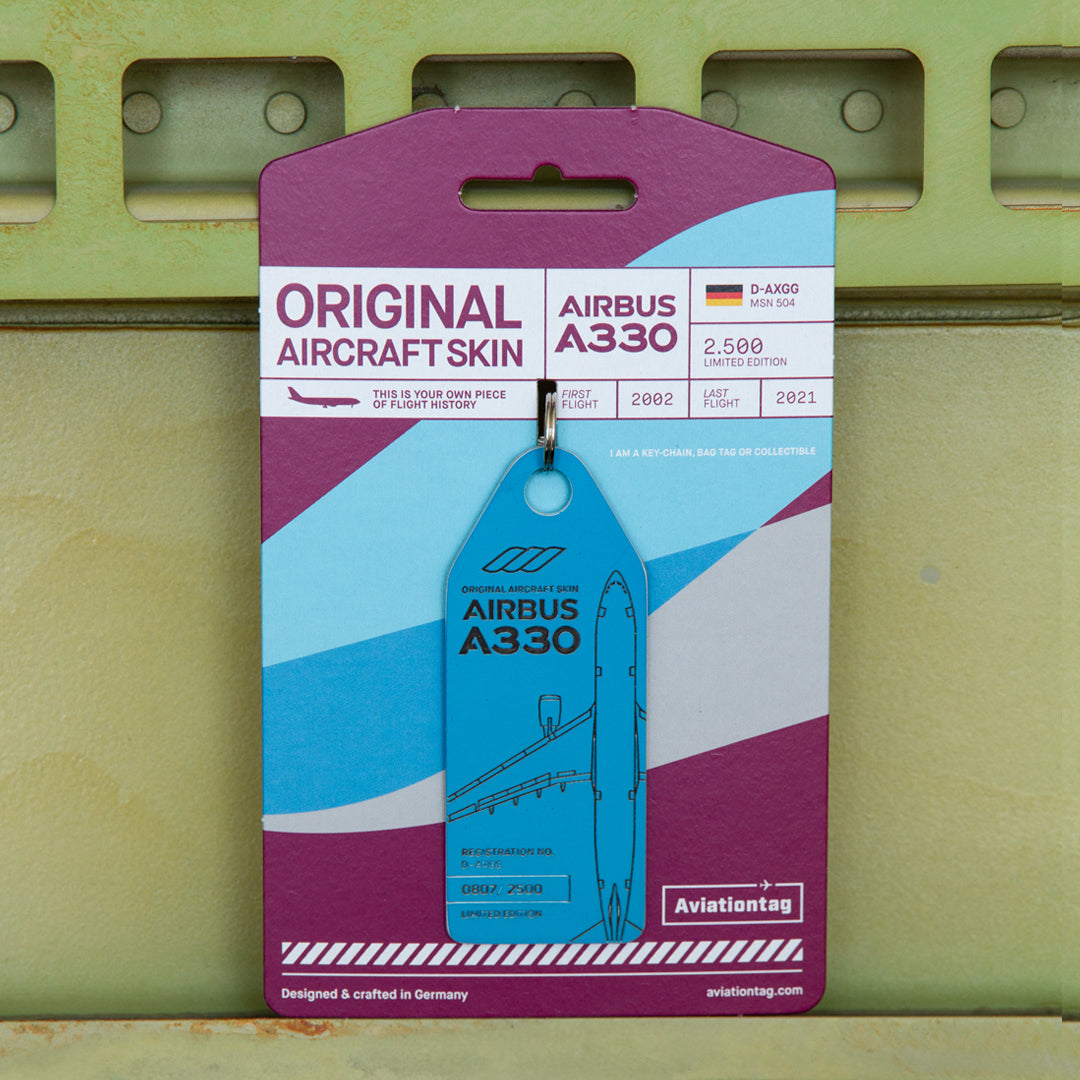 ORIGINAL
AIRCRAFT SKIN
AIRBUS
A330
D-AXGG
MSN 504
2.500
LIMITED EDITION
THIS IS YOUR OWN PIECE
OF FLIGHT HISTORY
FIRST
FLIGHT
2002
LAST
FLIGHT
2021
I AM A KEY-CHAIN, BAG TAG OR COLLECTIBLE
ORIGINAL AIRCRAFT SKIN
AIRBUS
A330
REGISTRATION NO.
D-AXGG
0807/2500
LIMITED EDITION
Aviationtag
Designed & crafted in Germany
aviationtag.com